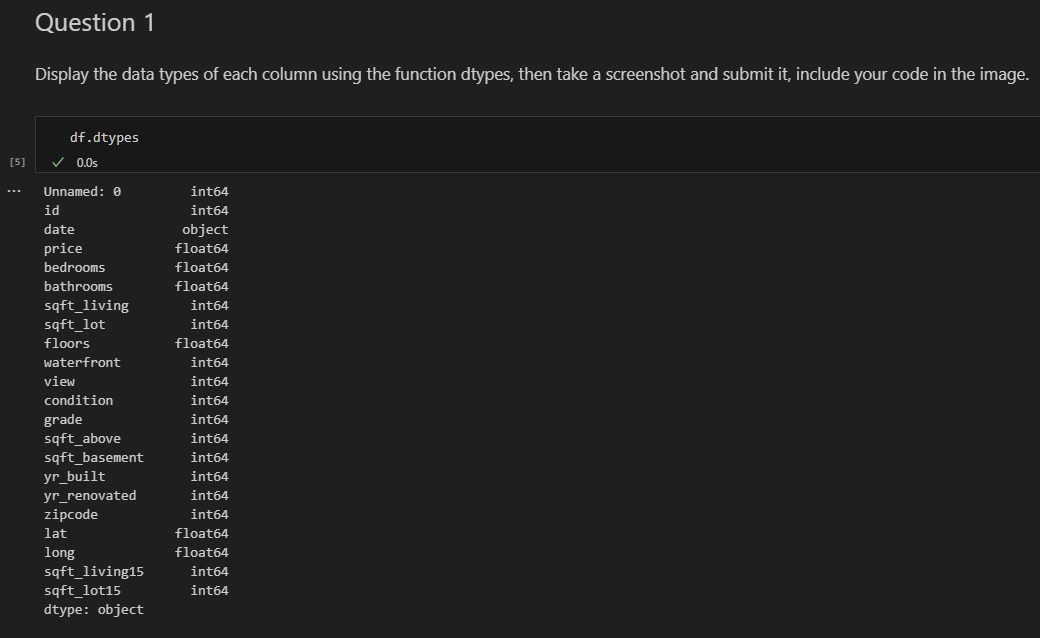 Question 1
Display the data types of each column using the function dtypes, then take a screenshot and submit it, include your code in the image.
df.dtypes
[5] ✓ 0.0s
... Unnamed: 0 int64
id int64
date object
price float64
bedrooms float64
bathrooms float64
sqft_living int64
sqft_lot int64
floors float64
waterfront int64
view int64
condition int64
grade int64
sqft_above int64
sqft_basement int64
yr_built int64
yr_renovated int64
zipcode int64
lat float64
long float64
sqft_living15 int64
sqft_lot15 int64
dtype: object